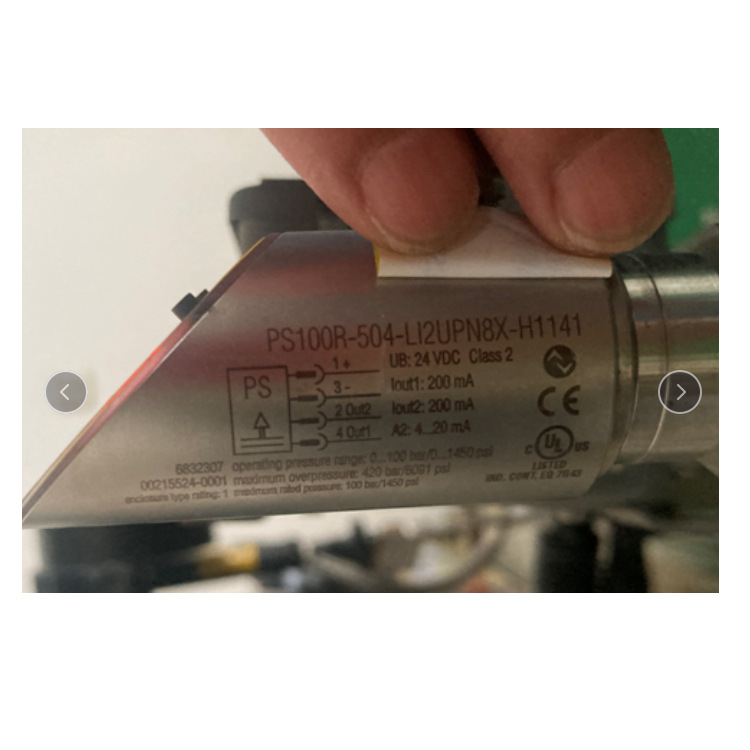 PS100R-504-LI2UPN8X-H1141
PS
1 +
3 -
2 Out2
4 Out1
UB: 24 VDC Class 2
Iout1: 200 mA
Iout2: 200 mA
A2: 4...20 mA
CE
C UL US
LISTED
IND. CONT. EQ
6832307 operating pressure range: 0...100 bar/0...1450 psi
00215524-0001 maximum overpressure: 420 bar/6091 psi
enclosure type rating: 1 maximum rated pressure: 100 bar/1450 psi